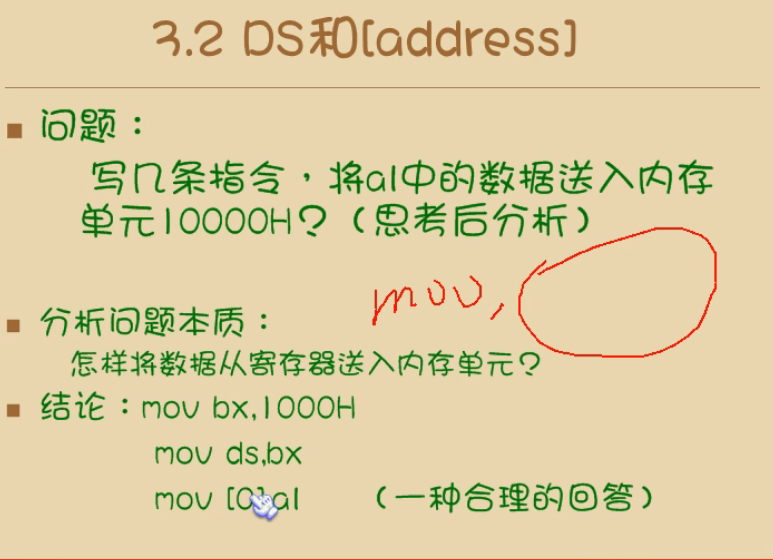 3.2 DS和[address]
问题：
写几条指令，将al中的数据送入内存
单元10000H？（思考后分析）
mov,
分析问题本质：
怎样将数据从寄存器送入内存单元？
结论：mov bx,1000H
mov ds,bx
mov [0],al （一种合理的回答）